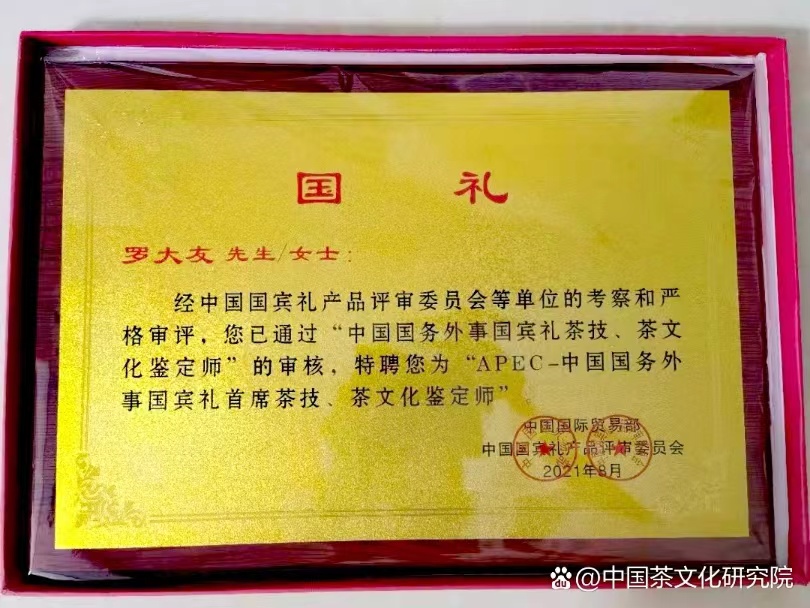 国 礼
罗大友 先生/女士:
经中国国宾礼产品评审委员会等单位的考察和严
格审评,您已通过“中国国务外事国宾礼茶技、茶文
化鉴定师”的审核,特聘您为“APEC-中国国务外
事国宾礼首席茶技、茶文化鉴定师”。
中国国际贸易部
中国国宾礼产品评审委员会
2021年8月
du @中国茶文化研究院